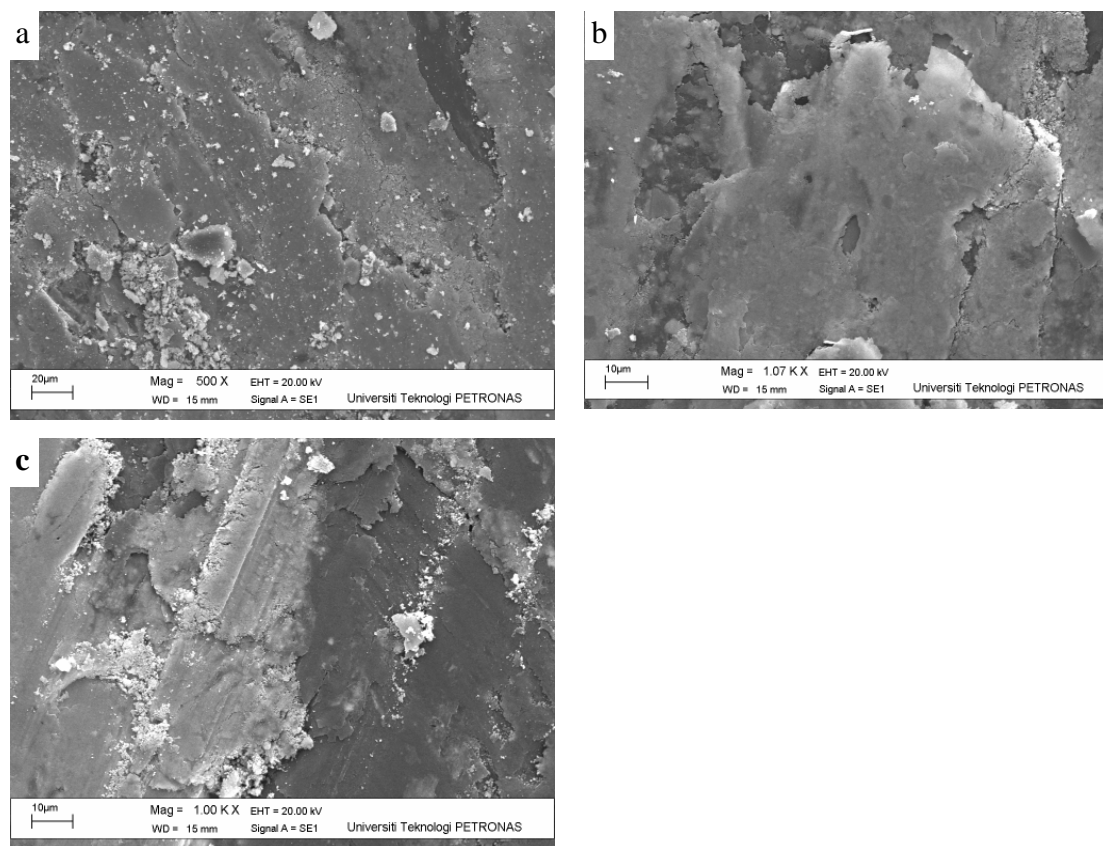 a
20µm
Mag = 500 X EHT = 20.00 kV
WD = 15 mm Signal A = SE1 Universiti Teknologi PETRONAS
b
10µm
Mag = 1.07 K X EHT = 20.00 kV
WD = 15 mm Signal A = SE1 Universiti Teknologi PETRONAS
c
10µm
Mag = 1.00 K X EHT = 20.00 kV
WD = 15 mm Signal A = SE1 Universiti Teknologi PETRONAS